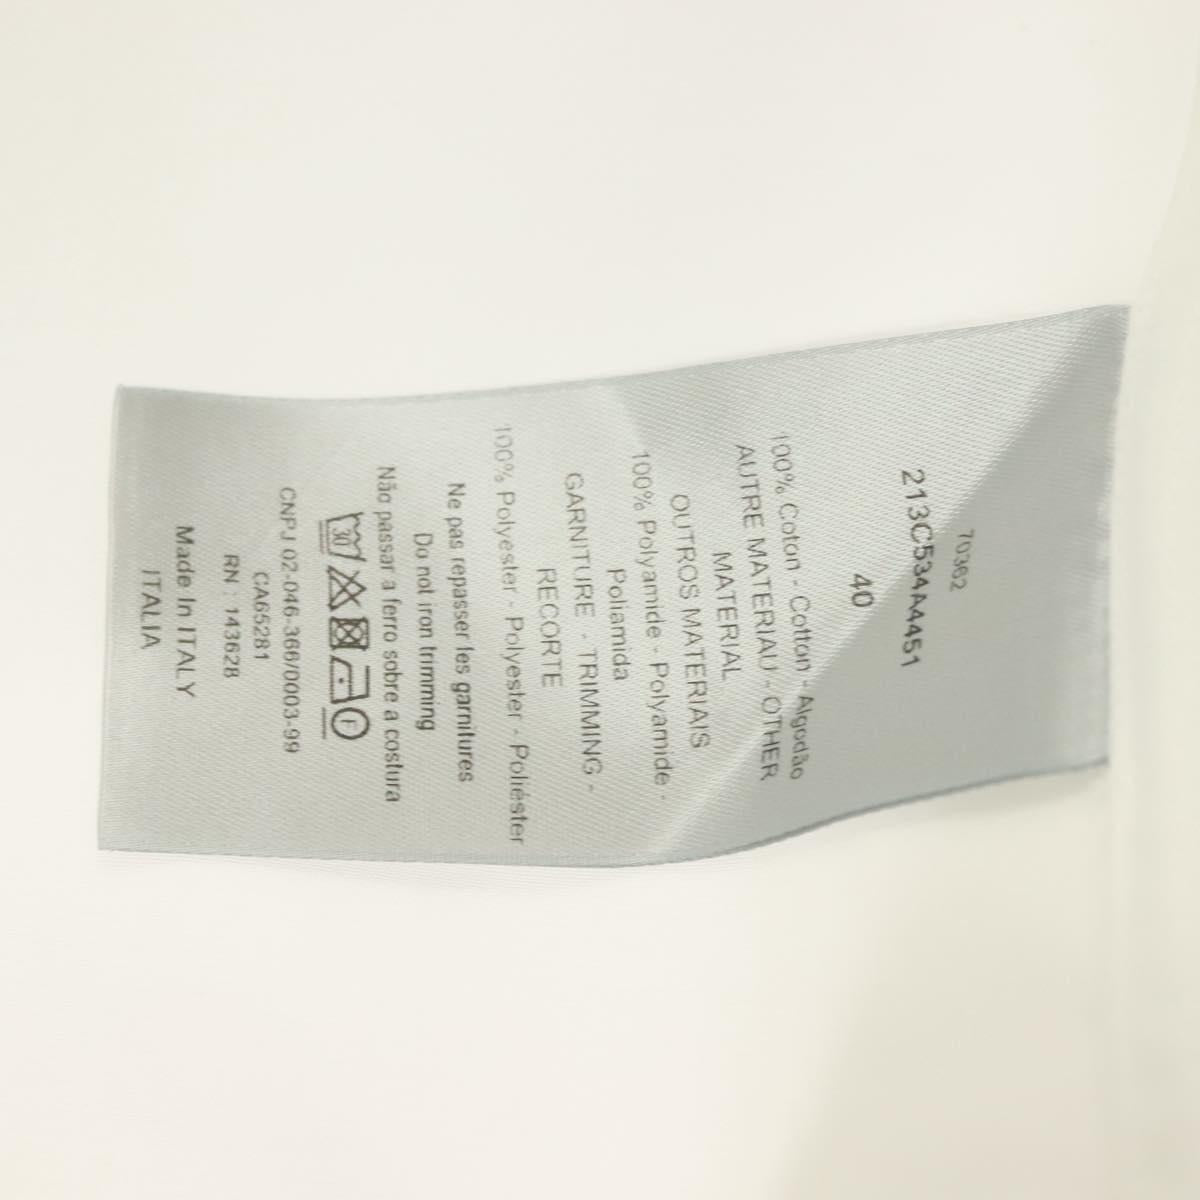 70362
213C534A4451
40
100% Coton - Cotton - Algodão
AUTRE MATERIAU - OTHER
MATERIAL
OUTROS MATERIAIS
100% Polyamide - Polyamide -
Poliamida
GARNITURE - TRIMMING -
RECORTE
100% Polyester - Polyester - Poliéster
Ne pas repasser les garnitures
Do not iron trimming
Não passar a ferro sobre a costura
30 F
CNPJ 02-046-366/0003-99
CA65281
RN : 143628
Made In ITALY
ITALIA